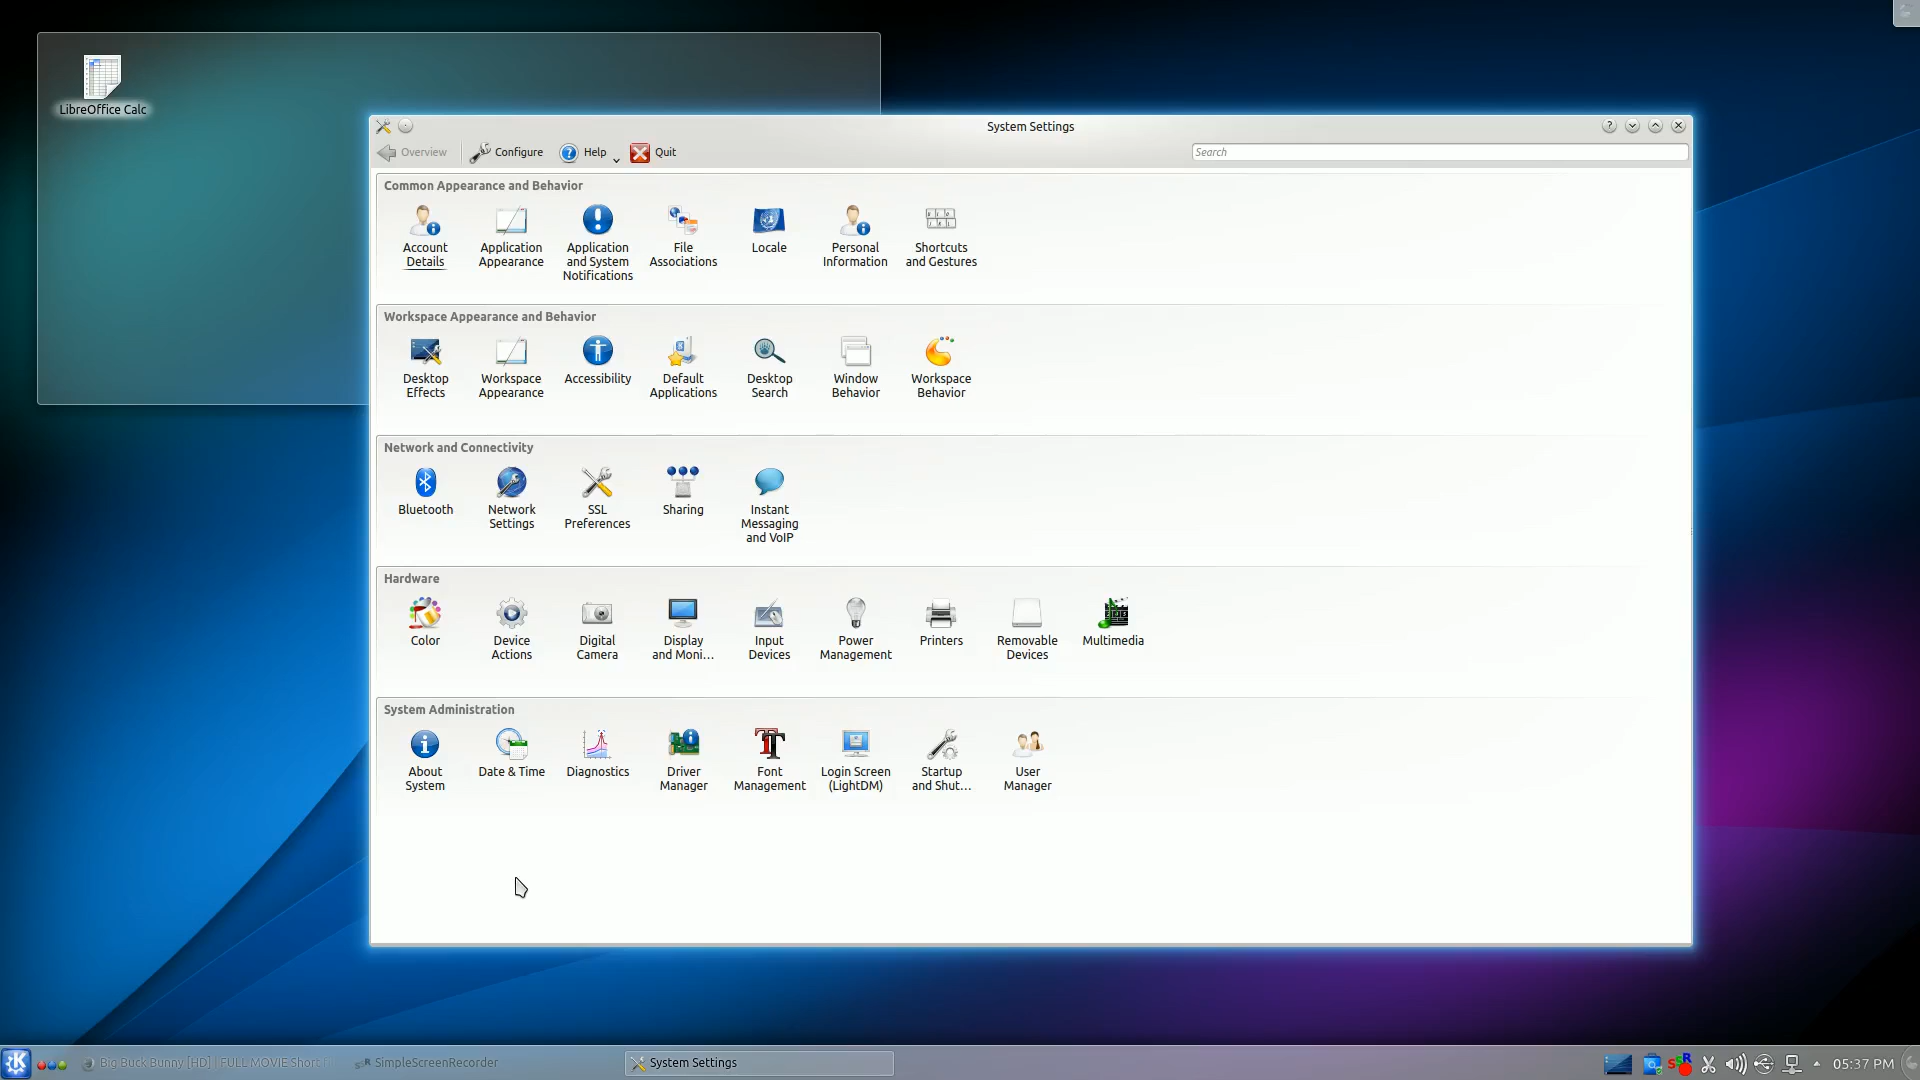 LibreOffice Calc
System Settings
Overview
Configure
Help
Quit
Search
Common Appearance and Behavior
Account
Details
Application
Appearance
Application
and System
Notifications
File
Associations
Locale
Personal
Information
Shortcuts
and Gestures
Workspace Appearance and Behavior
Desktop
Effects
Workspace
Appearance
Accessibility
Default
Applications
Desktop
Search
Window
Behavior
Workspace
Behavior
Network and Connectivity
Bluetooth
Network
Settings
SSL
Preferences
Sharing
Instant
Messaging
and VoIP
Hardware
Color
Device
Actions
Digital
Camera
Display
and Moni...
Input
Devices
Power
Management
Printers
Removable
Devices
Multimedia
System Administration
About
System
Date & Time
Diagnostics
Driver
Manager
Font
Management
Login Screen
(LightDM)
Startup
and Shut...
User
Manager
Big Buck Bunny [HD] | FULL MOVIE Short
SimpleScreenRecorder
System Settings
05:37 PM